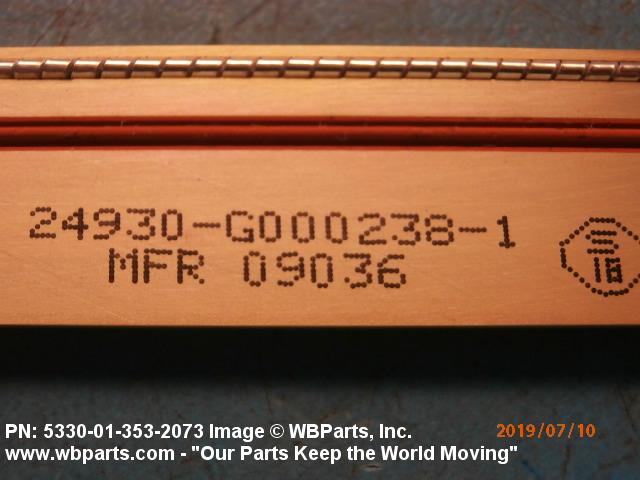 24930-G000238-1
MFR 09036
PN: 5330-01-353-2073 Image © WBParts, Inc.
2019/07/10
www.wbparts.com - "Our Parts Keep the World Moving"